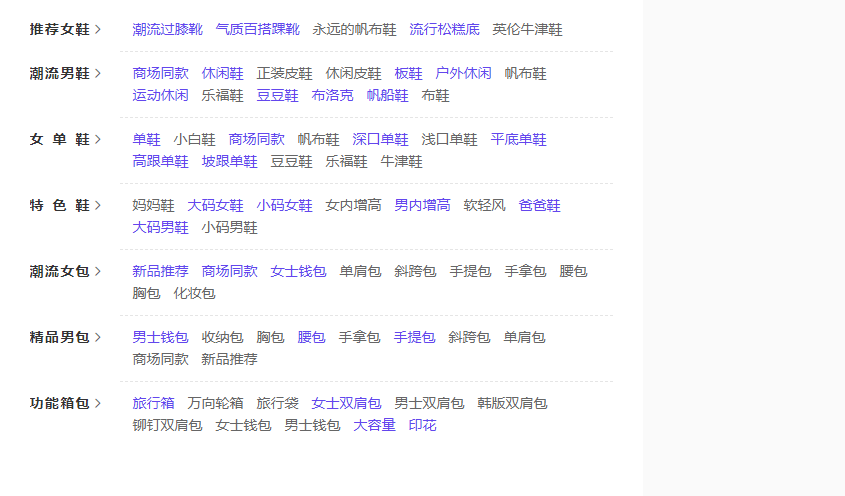 推荐女鞋 > 潮流过膝靴 气质百搭踝靴 永远的帆布鞋 流行松糕底 英伦牛津鞋
潮流男鞋 > 商场同款 休闲鞋 正装皮鞋 休闲皮鞋 板鞋 户外休闲 帆布鞋
运动休闲 乐福鞋 豆豆鞋 布洛克 帆船鞋 布鞋
女单鞋 > 单鞋 小白鞋 商场同款 帆布鞋 深口单鞋 浅口单鞋 平底单鞋
高跟单鞋 坡跟单鞋 豆豆鞋 乐福鞋 牛津鞋
特色鞋 > 妈妈鞋 大码女鞋 小码女鞋 女内增高 男内增高 软轻风 爸爸鞋
大码男鞋 小码男鞋
潮流女包 > 新品推荐 商场同款 女士钱包 单肩包 斜跨包 手提包 手拿包 腰包
胸包 化妆包
精品男包 > 男士钱包 收纳包 胸包 腰包 手拿包 手提包 斜跨包 单肩包
商场同款 新品推荐
功能箱包 > 旅行箱 万向轮箱 旅行袋 女士双肩包 男士双肩包 韩版双肩包
铆钉双肩包 女士钱包 男士钱包 大容量 印花